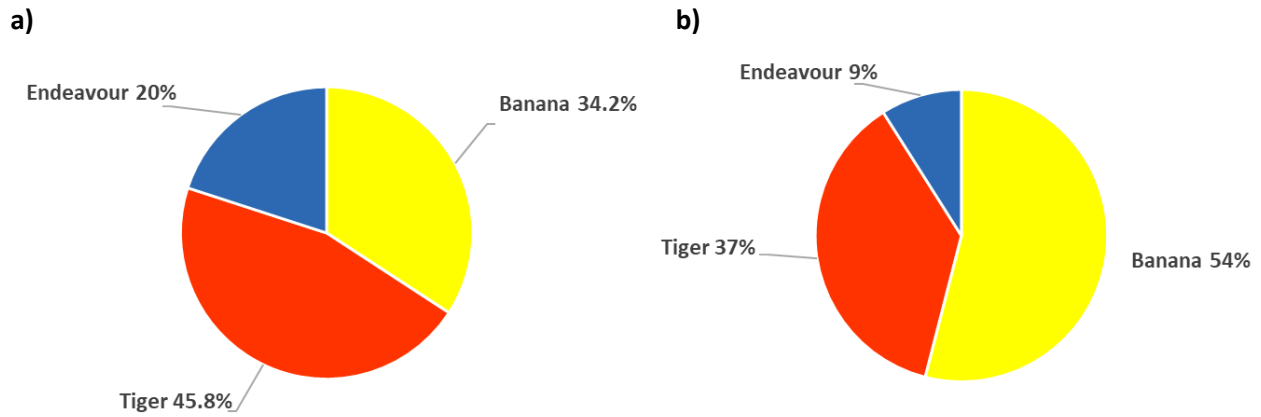 a)
Endeavour 20%
Banana 34.2%
Tiger 45.8%
b)
Endeavour 9%
Tiger 37%
Banana 54%